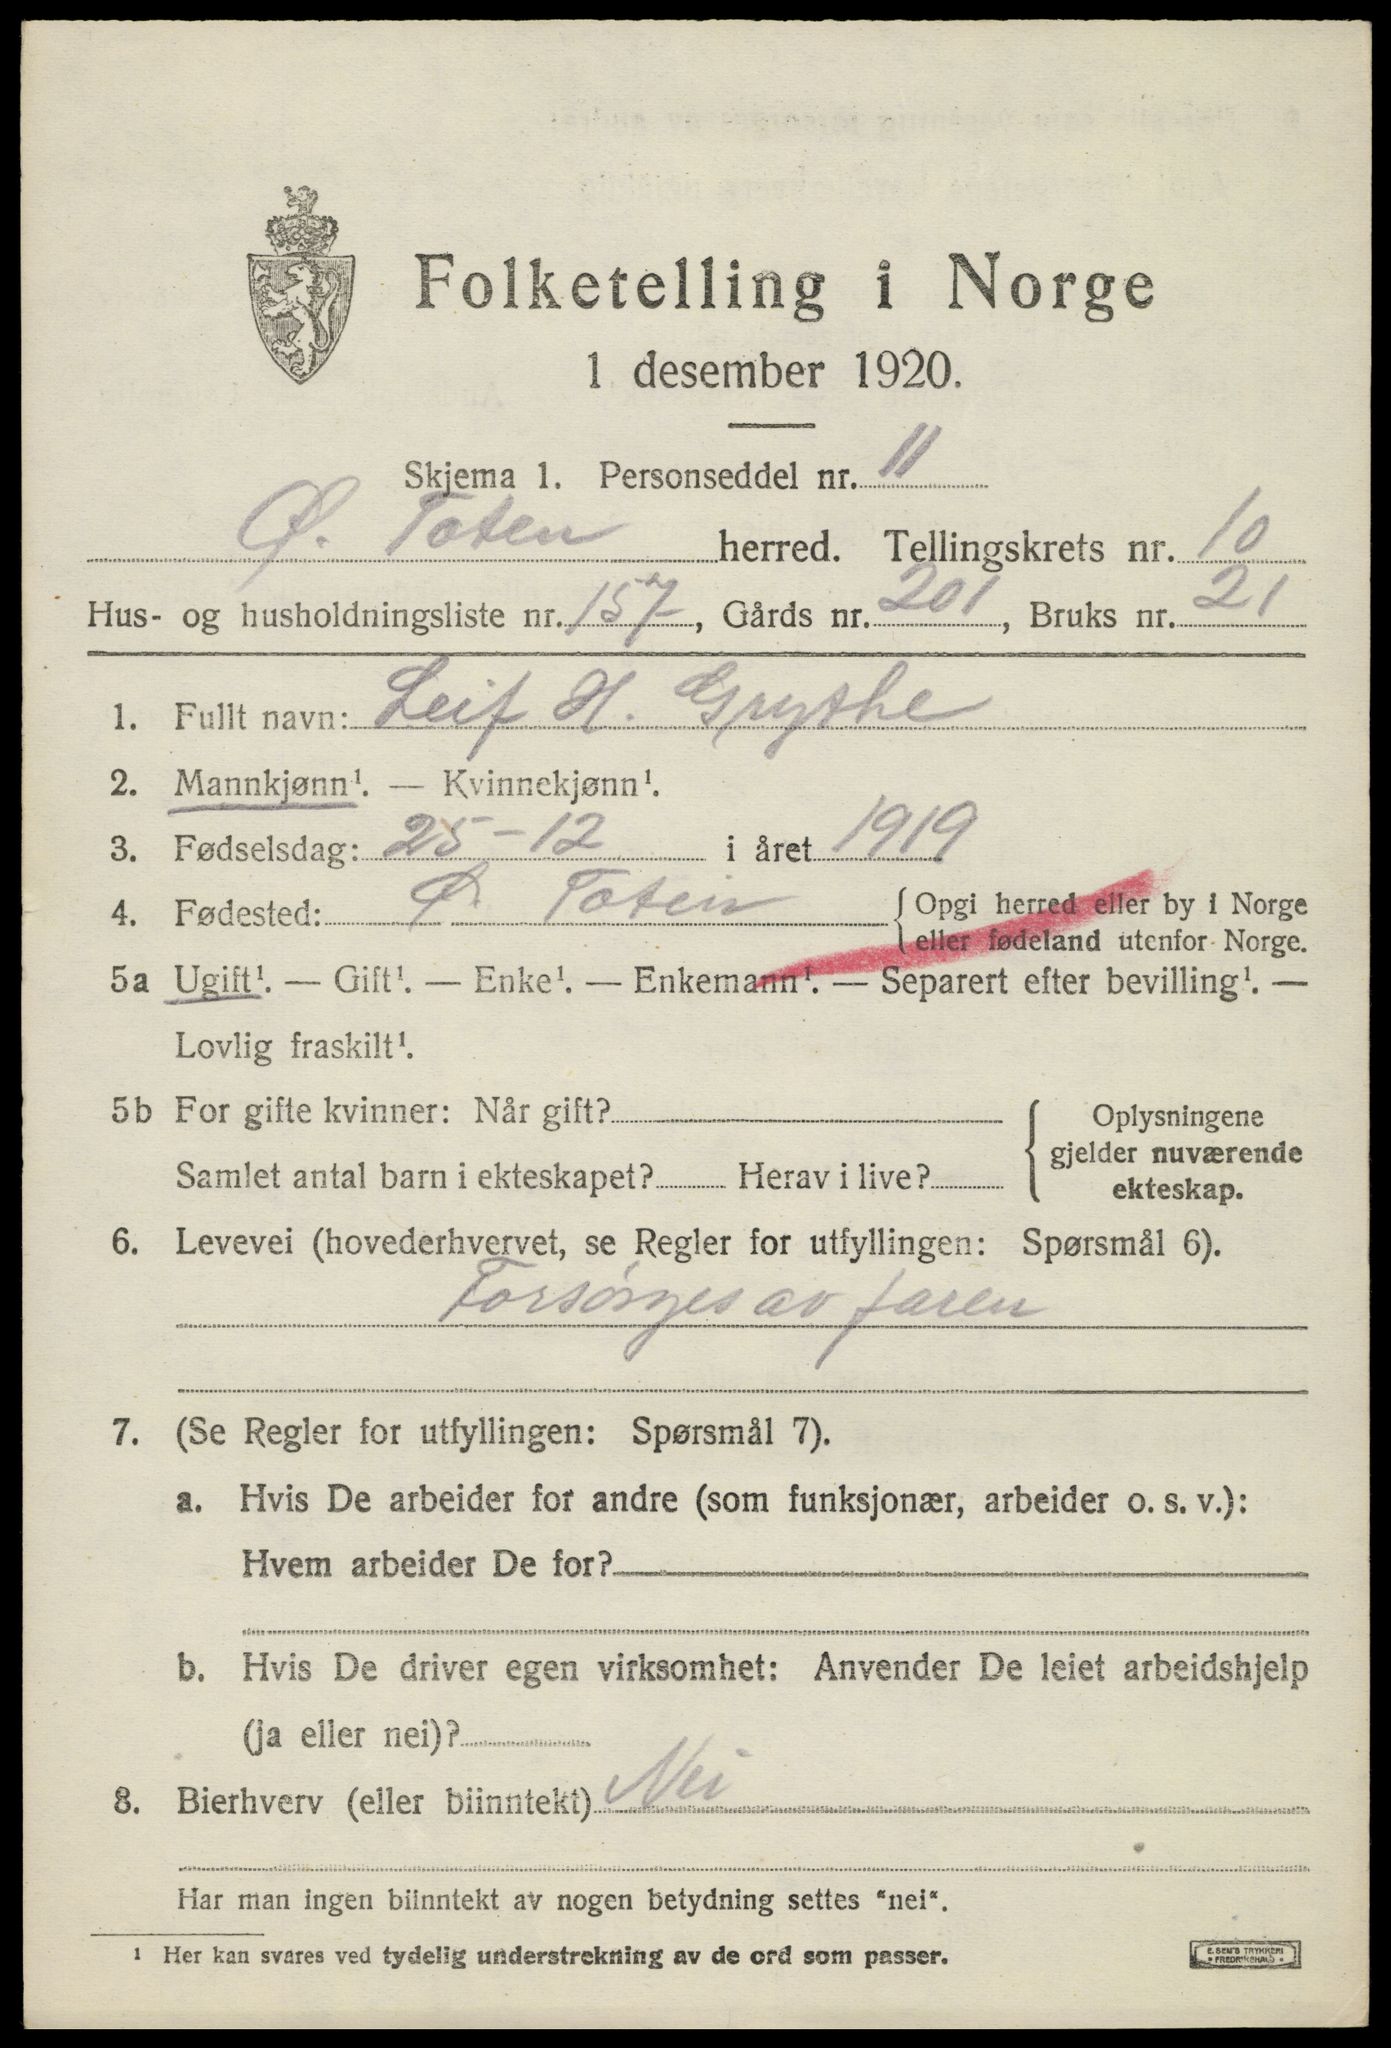 Folketelling i Norge
1 desember 1920.
Skjema 1. Personseddel nr. 11
Ø. Toten herred. Tellingskrets nr. 10
Hus- og husholdningsliste nr. 157, Gårds nr. 201, Bruks nr. 21
1. Fullt navn: Leif H. Grythe
2. Mannkjønn¹. — Kvinnekjønn¹.
3. Fødselsdag: 25-12 i året 1919
4. Fødested: Ø. Toten { Opgi herred eller by i Norge
eller fødeland utenfor Norge.
5a Ugift¹. — Gift¹. — Enke¹. — Enkemann¹. — Separert efter bevilling¹. —
Lovlig fraskilt¹.
5b For gifte kvinner: Når gift? { Oplysningene
gjelder nuværende
Samlet antal barn i ekteskapet? Herav i live?
ekteskap.
6. Levevei (hovederhvervet, se Regler for utfyllingen: Spørsmål 6).
Forsørges av faren
7. (Se Regler for utfyllingen: Spørsmål 7).
a. Hvis De arbeider for andre (som funksjonær, arbeider o. s. v.):
Hvem arbeider De for?
b. Hvis De driver egen virksomhet: Anvender De leiet arbeidshjelp
(ja eller nei)?
8. Bierhverv (eller biinntekt) Nei
Har man ingen biinntekt av nogen betydning settes "nei".
¹ Her kan svares ved tydelig understrekning av de ord som passer.
E. SEM'S TRYKKERI
FREDRIKSHALD